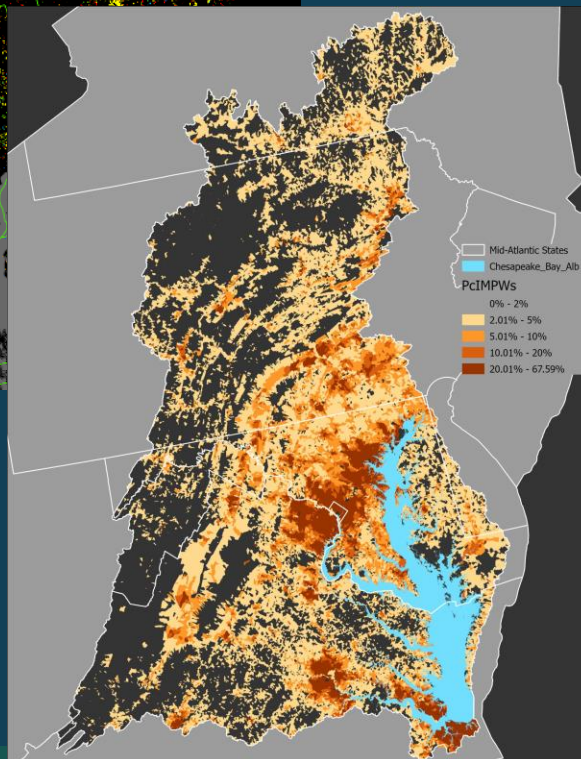 Mid-Atlantic States
Chesapeake_Bay_Alb
PcIMPWs
0% - 2%
2.01% - 5%
5.01% - 10%
10.01% - 20%
20.01% - 67.59%